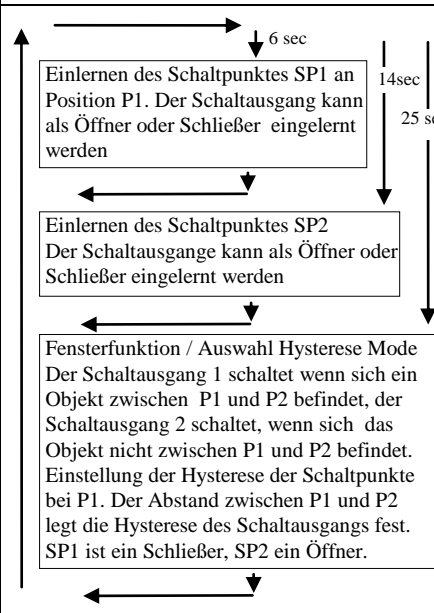 6 sec
Einlernen des Schaltpunktes SP1 an
Position P1. Der Schaltausgang kann
als Öffner oder Schließer eingelernt
werden
14sec
25 se
Einlernen des Schaltpunktes SP2
Der Schaltausgange kann als Öffner oder
Schließer eingelernt werden
Fensterfunktion / Auswahl Hysterese Mode
Der Schaltausgang 1 schaltet wenn sich ein
Objekt zwischen P1 und P2 befindet, der
Schaltausgang 2 schaltet, wenn sich das
Objekt nicht zwischen P1 und P2 befindet.
Einstellung der Hysterese der Schaltpunkte
bei P1. Der Abstand zwischen P1 und P2
legt die Hysterese des Schaltausgangs fest.
SP1 ist ein Schließer, SP2 ein Öffner.